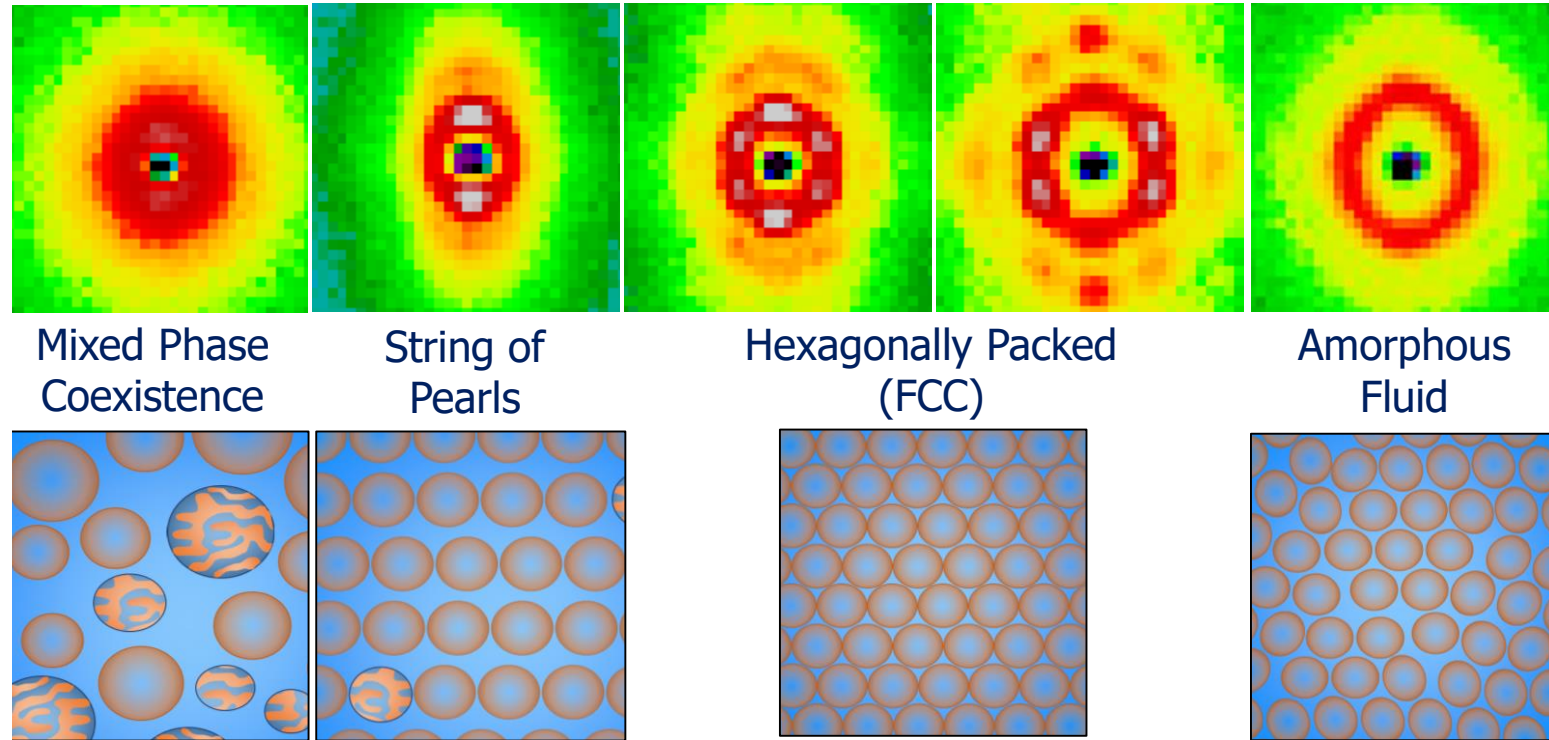 Mixed Phase
Coexistence
String of
Pearls
Hexagonally Packed
(FCC)
Amorphous
Fluid